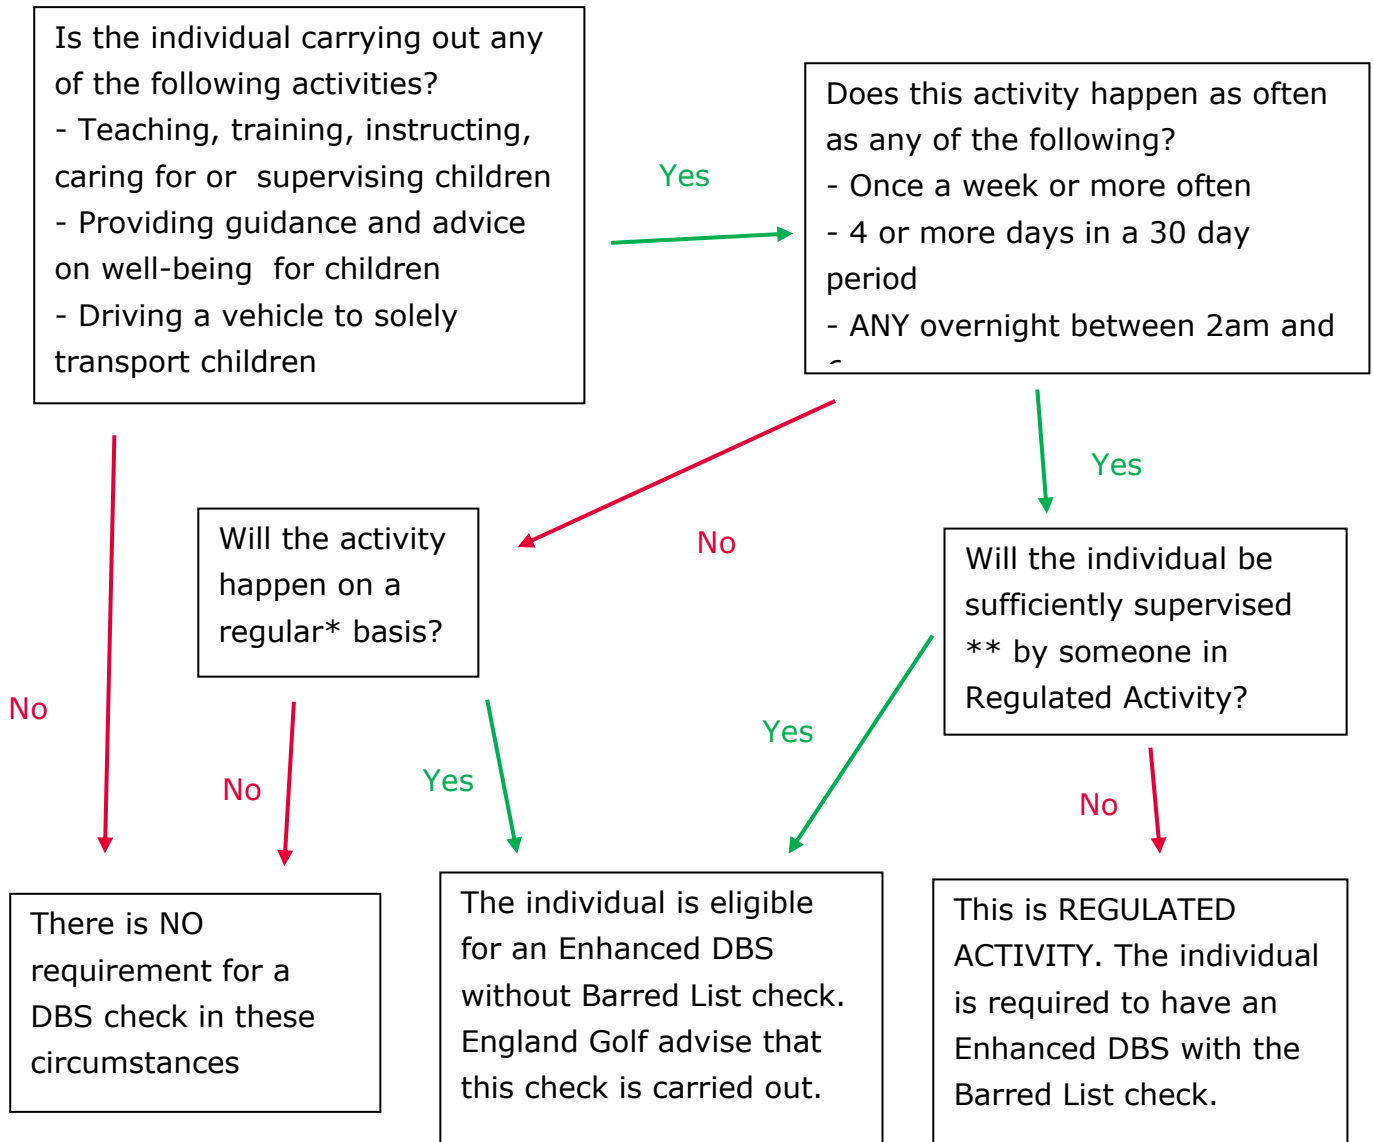 Is the individual carrying out any
of the following activities?
- Teaching, training, instructing,
caring for or  supervising children
- Providing guidance and advice
on well-being  for children
- Driving a vehicle to solely
transport children
Yes
Does this activity happen as often
as any of the following?
- Once a week or more often
- 4 or more days in a 30 day
period
- ANY overnight between 2am and
Yes
No
Will the activity
happen on a
regular* basis?
Will the individual be
sufficiently supervised
** by someone in
Regulated Activity?
No
No
Yes
Yes
No
There is NO
requirement for a
DBS check in these
circumstances
The individual is eligible
for an Enhanced DBS
without Barred List check.
England Golf advise that
this check is carried out.
This is REGULATED
ACTIVITY. The individual
is required to have an
Enhanced DBS with the
Barred List check.